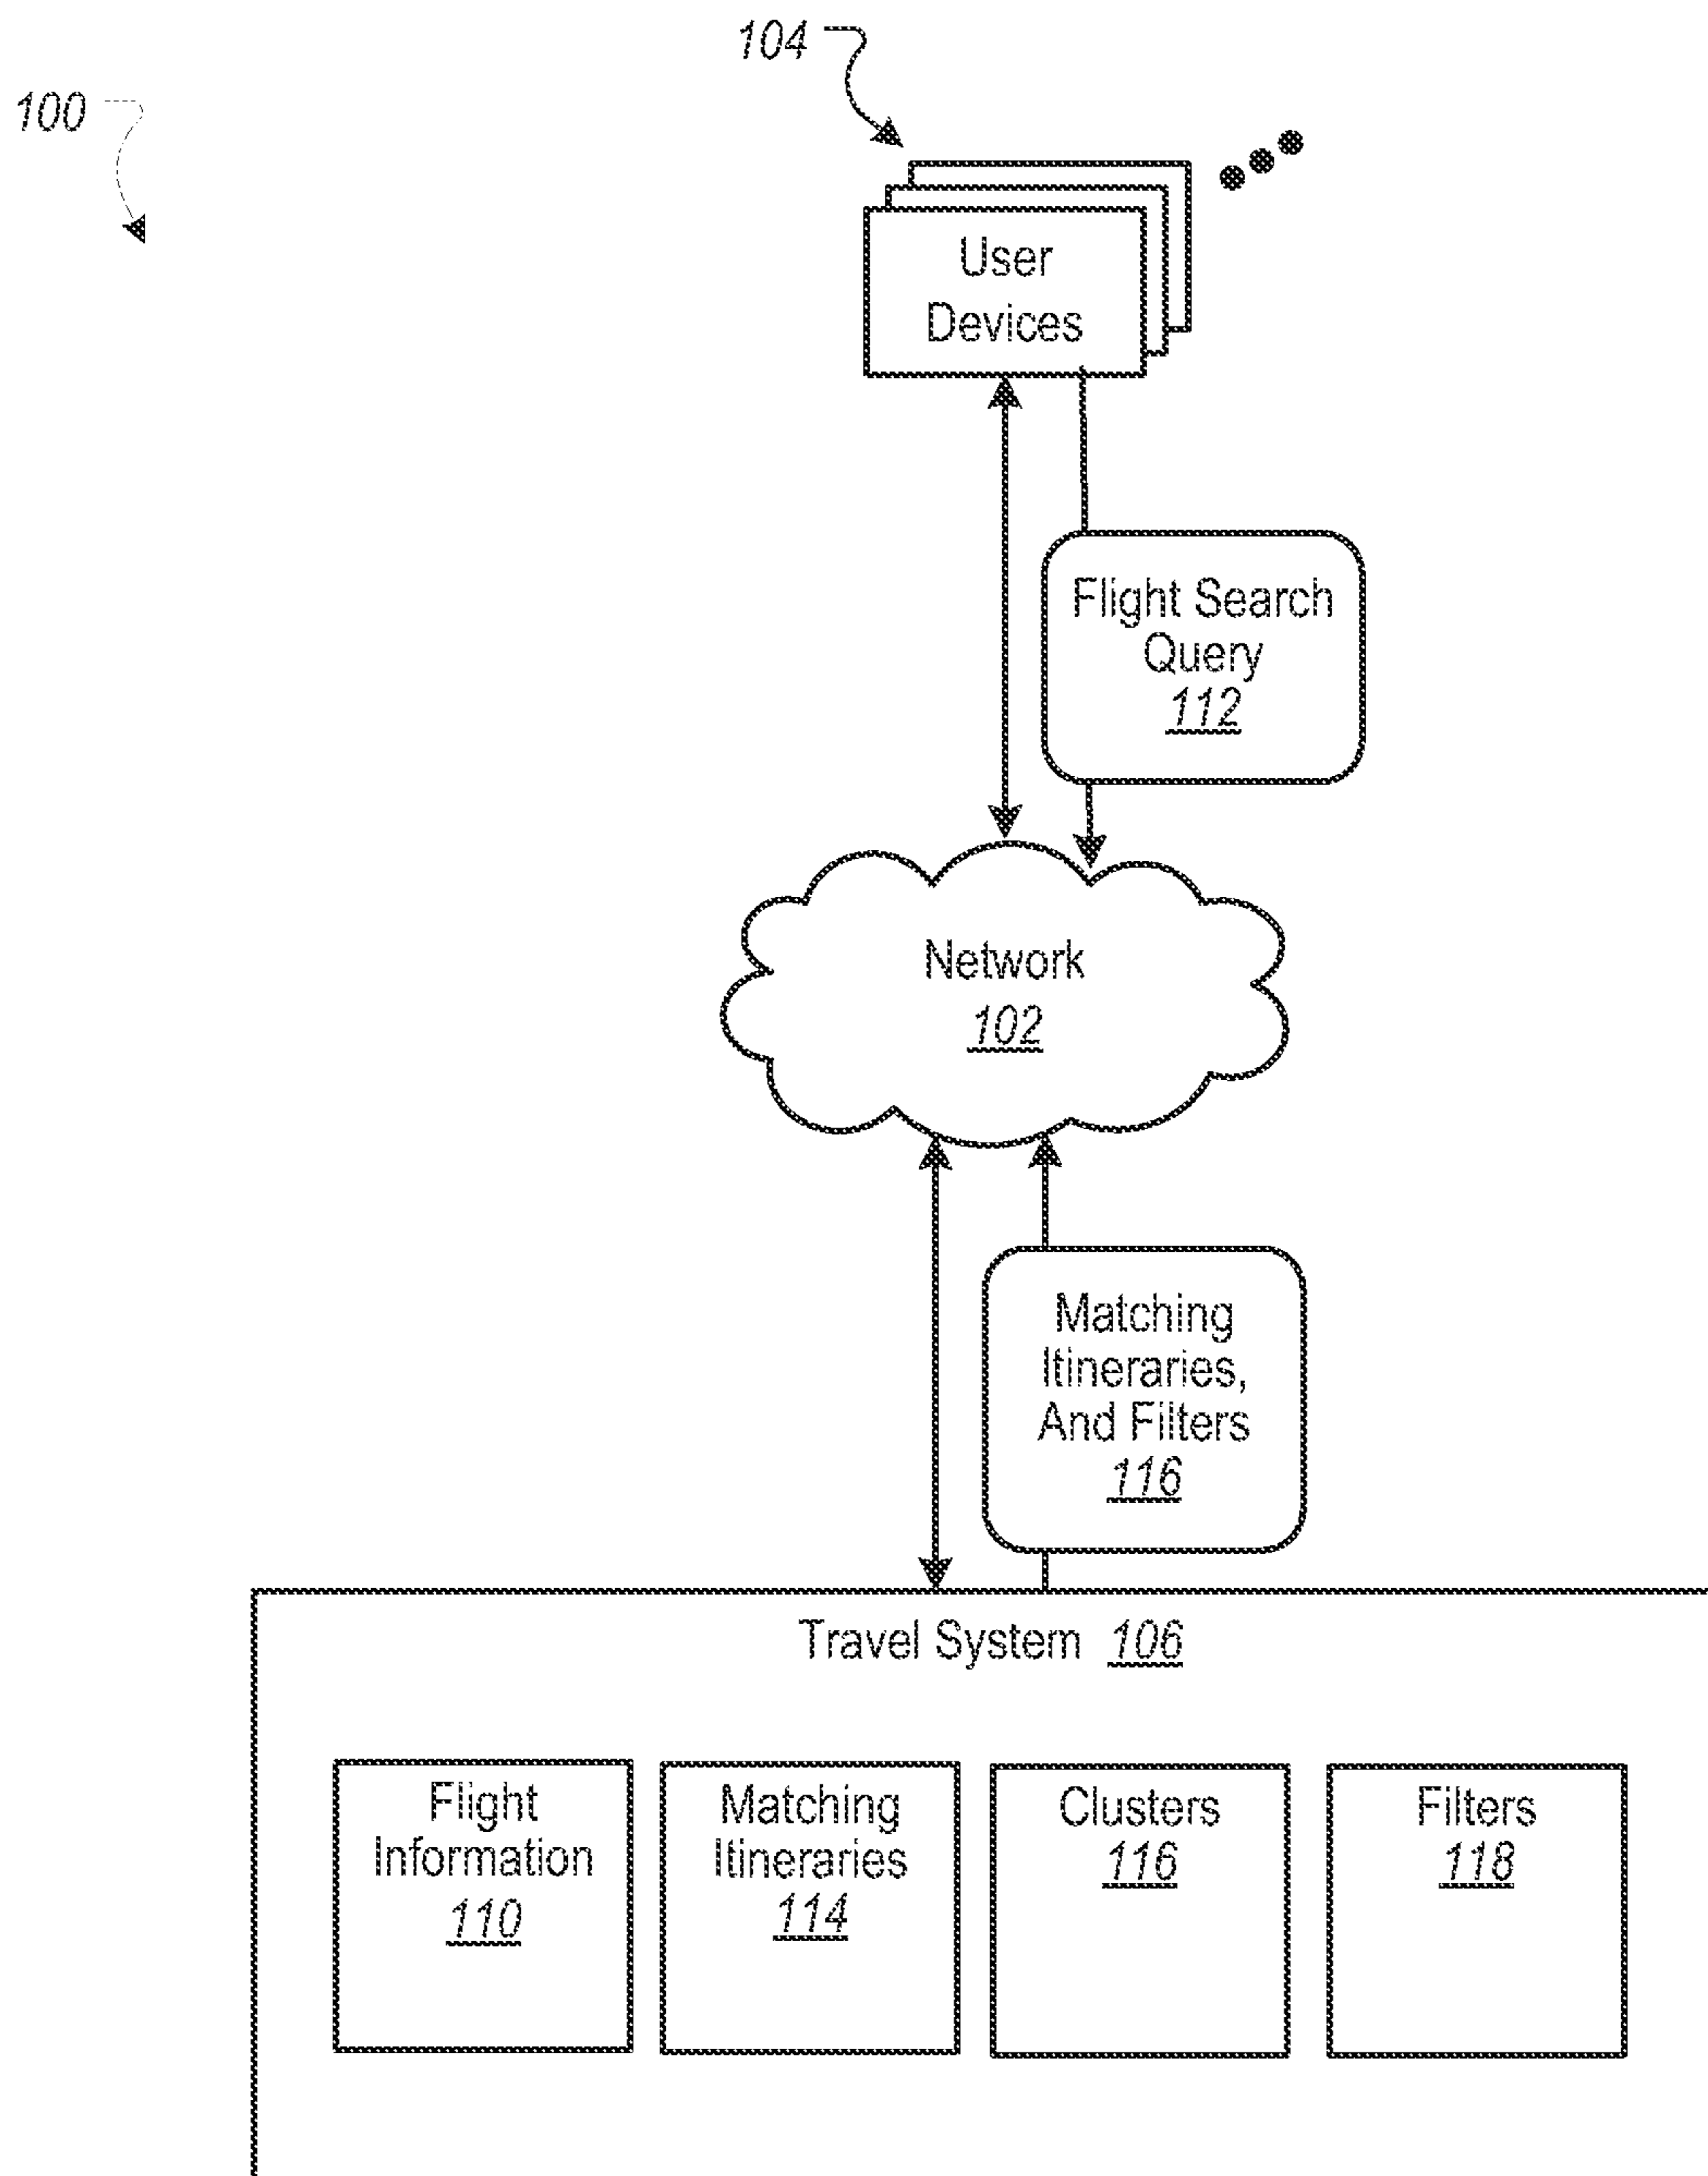 104
100
User
Devices
Flight Search
Query
112
Network
102
Matching
Itineraries,
And Filters
116
Travel System 106
Flight
Information
110
Matching
Itineraries
114
Clusters
116
Filters
118